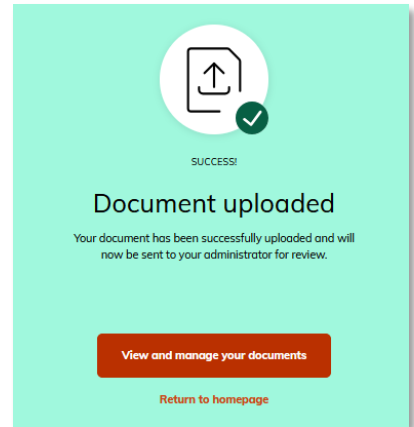 SUCCESS!
Document uploaded
Your document has been successfully uploaded and will
now be sent to your administrator for review.
View and manage your documents
Return to homepage